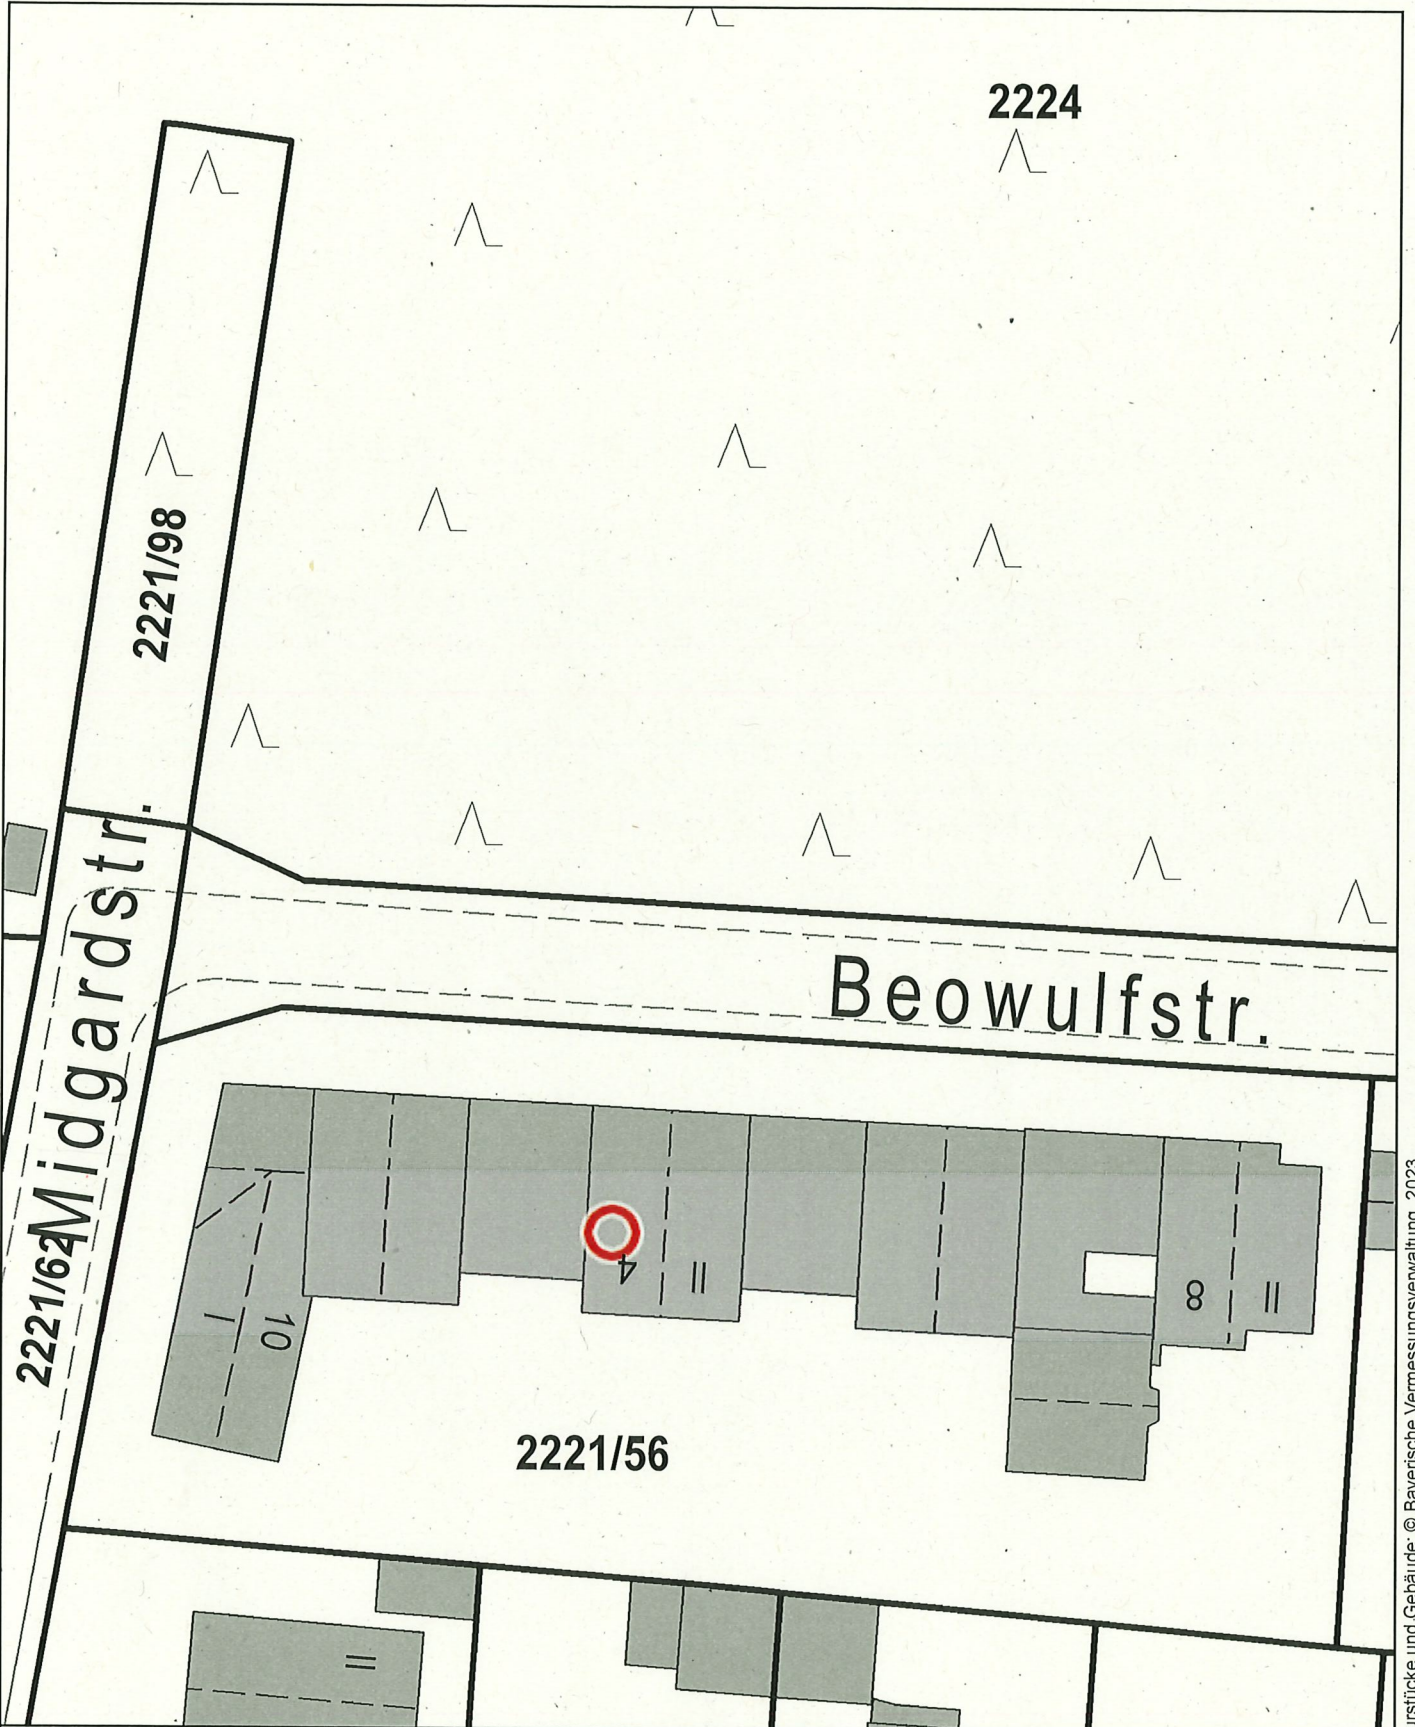 2224
2221/98
Midgardstr.
Beowulfstr.
2221/62
4
II
8
II
I
10
2221/56
II
urstücke und Gebäude: © Bayerische Vermessungsverwaltung, 2023